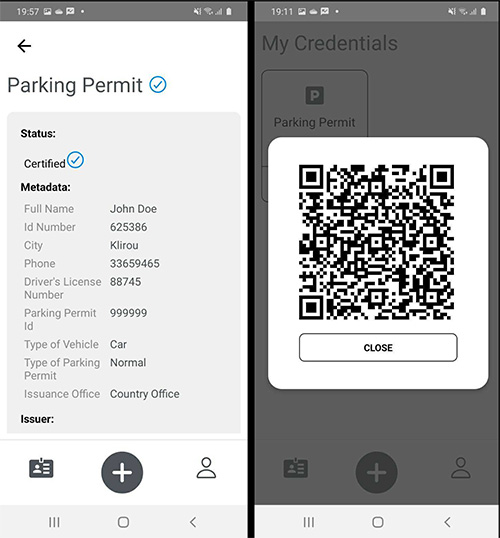 19:57
Parking Permit
Status:
Certified
Metadata:
Full Name John Doe
Id Number 625386
City Klirou
Phone 33659465
Driver's License 88745
Number
Parking Permit 999999
Id
Type of Vehicle Car
Type of Parking Normal
Permit
Issuance Office Country Office
Issuer:
19:11
My Credentials
P
Parking Permit
CLOSE